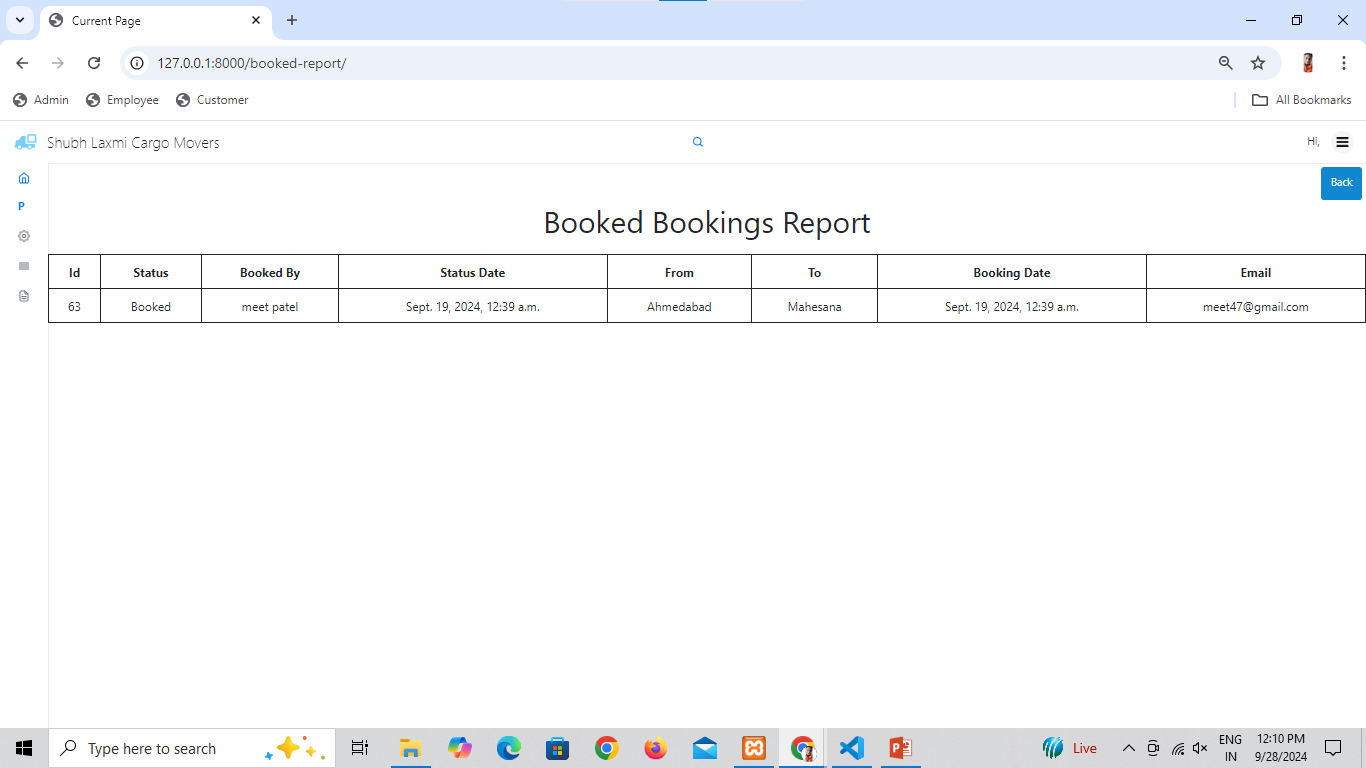 Current Page
127.0.0.1:8000/booked-report/
Admin Employee Customer All Bookmarks
Shubh Laxmi Cargo Movers Hi,
Back
P
Booked Bookings Report
Id Status Booked By Status Date From To Booking Date Email
63 Booked meet patel Sept. 19, 2024, 12:39 a.m. Ahmedabad Mahesana Sept. 19, 2024, 12:39 a.m. meet47@gmail.com
Type here to search Live ENG 12:10 PM
IN 9/28/2024